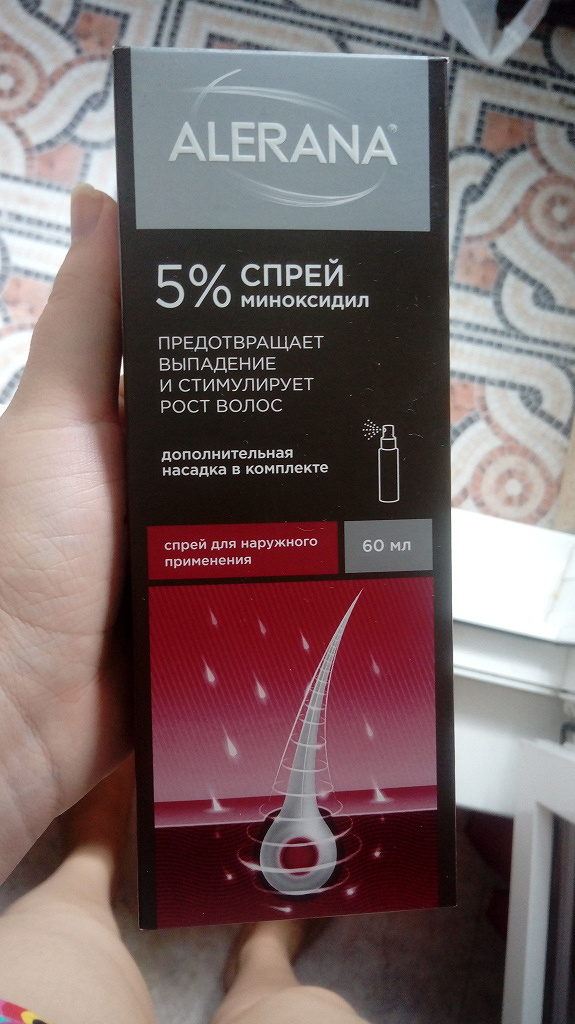 ALERANA®
5% СПРЕЙ
МИНОКСИДИЛ
ПРЕДОТВРАЩАЕТ
ВЫПАДЕНИЕ
И СТИМУЛИРУЕТ
РОСТ ВОЛОС
дополнительная
насадка в комплекте
спрей для наружного
применения
60 мл